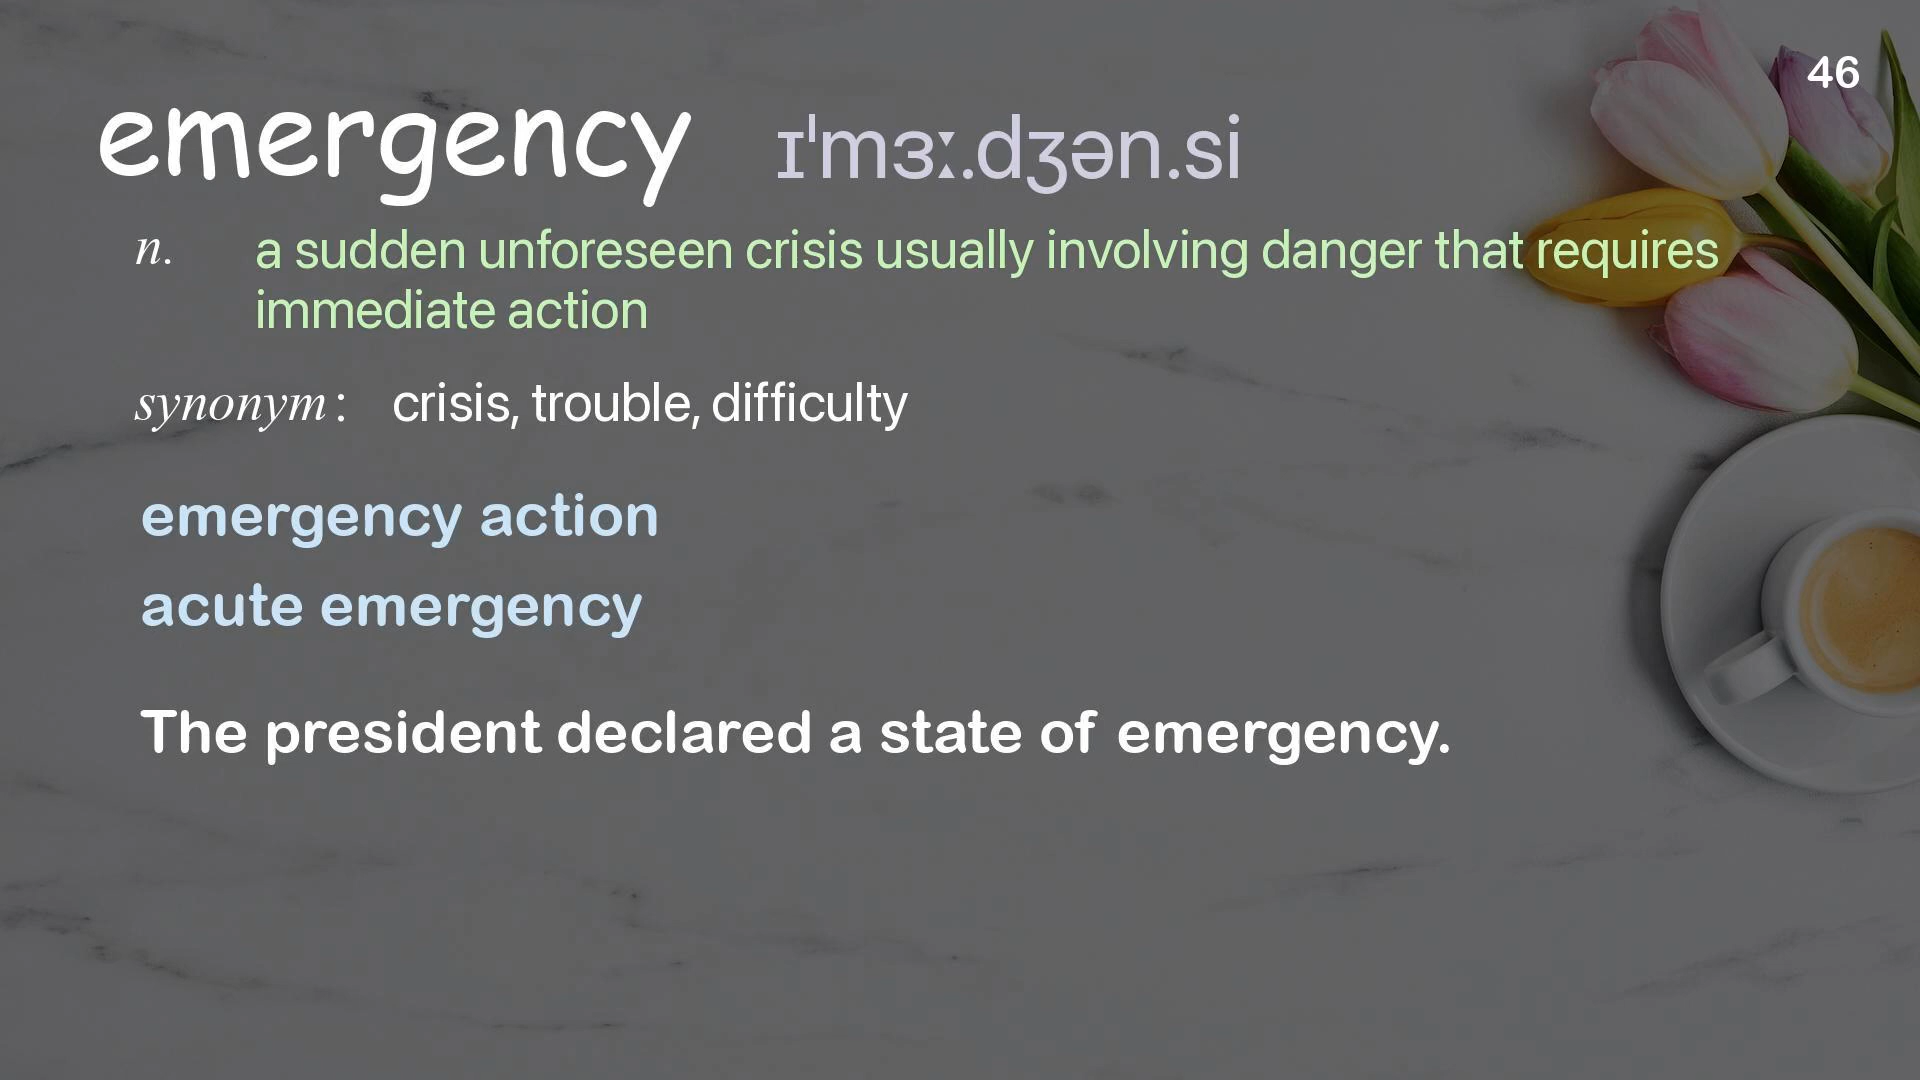 46
emergency ɪˈmɜː.dʒən.si
n. a sudden unforeseen crisis usually involving danger that requires
immediate action
synonym: crisis, trouble, difficulty
emergency action
acute emergency
The president declared a state of emergency.